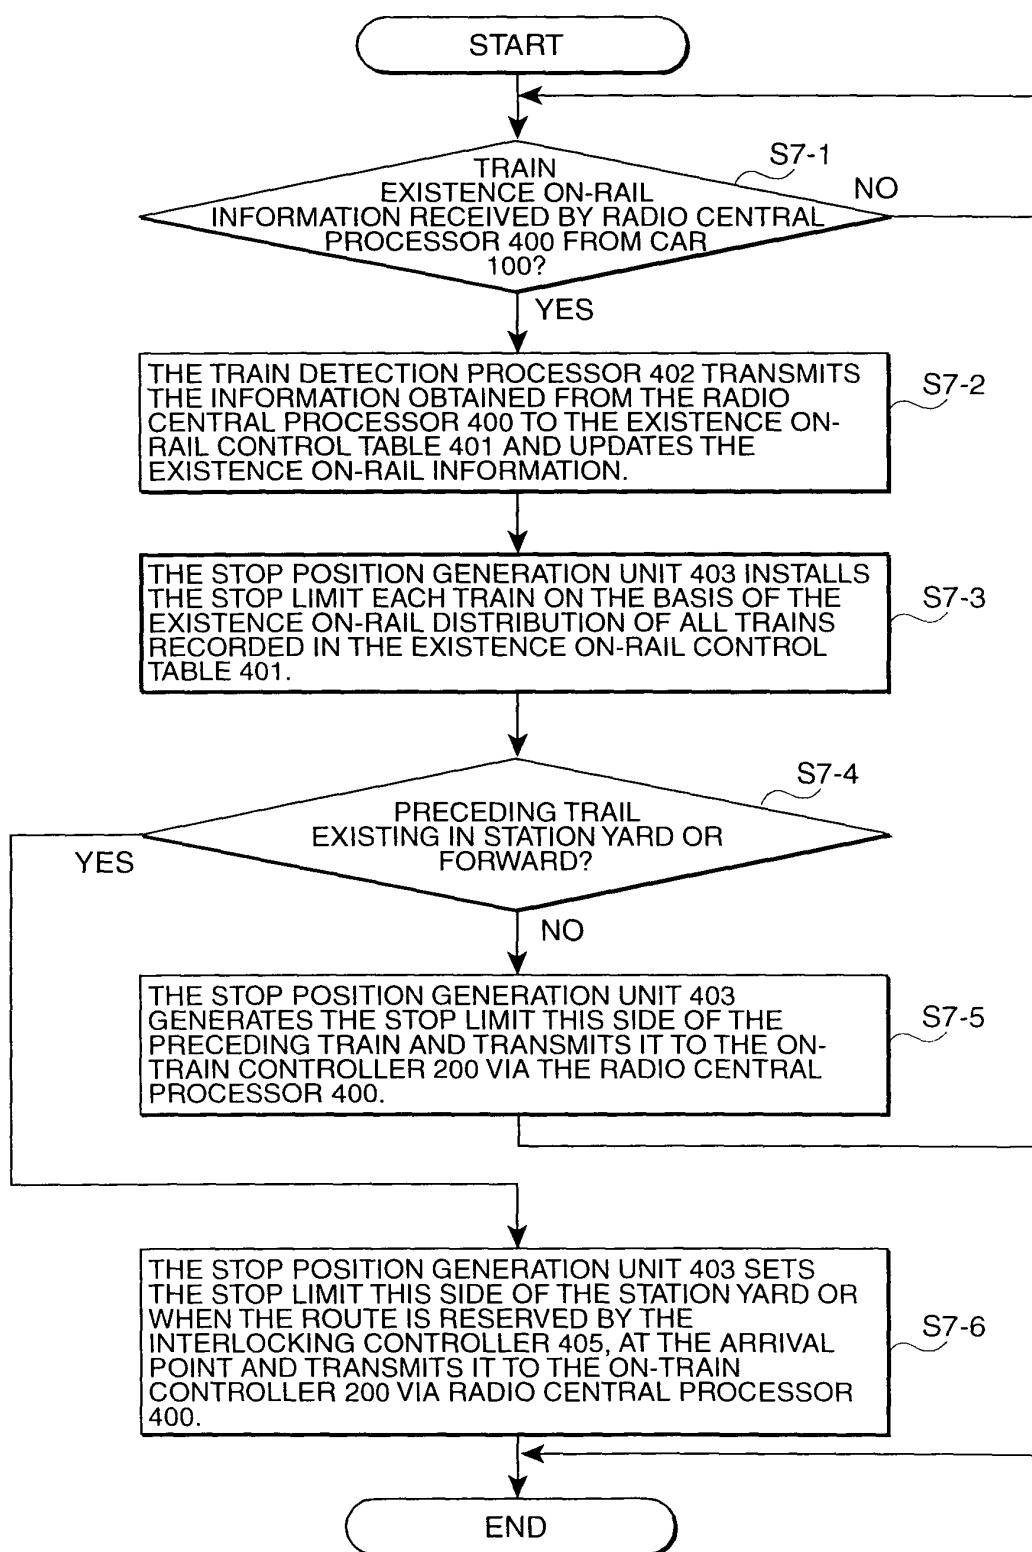 START
S7-1
TRAIN
EXISTENCE ON-RAIL
INFORMATION RECEIVED BY RADIO CENTRAL
PROCESSOR 400 FROM CAR
100?
NO
YES
THE TRAIN DETECTION PROCESSOR 402 TRANSMITS
THE INFORMATION OBTAINED FROM THE RADIO
CENTRAL PROCESSOR 400 TO THE EXISTENCE ON-
RAIL CONTROL TABLE 401 AND UPDATES THE
EXISTENCE ON-RAIL INFORMATION.
S7-2
THE STOP POSITION GENERATION UNIT 403 INSTALLS
THE STOP LIMIT EACH TRAIN ON THE BASIS OF THE
EXISTENCE ON-RAIL DISTRIBUTION OF ALL TRAINS
RECORDED IN THE EXISTENCE ON-RAIL CONTROL
TABLE 401.
S7-3
S7-4
PRECEDING TRAIL
EXISTING IN STATION YARD OR
FORWARD?
YES
NO
THE STOP POSITION GENERATION UNIT 403
GENERATES THE STOP LIMIT THIS SIDE OF THE
PRECEDING TRAIN AND TRANSMITS IT TO THE ON-
TRAIN CONTROLLER 200 VIA THE RADIO CENTRAL
PROCESSOR 400.
S7-5
THE STOP POSITION GENERATION UNIT 403 SETS
THE STOP LIMIT THIS SIDE OF THE STATION YARD OR
WHEN THE ROUTE IS RESERVED BY THE
INTERLOCKING CONTROLLER 405, AT THE ARRIVAL
POINT AND TRANSMITS IT TO THE ON-TRAIN
CONTROLLER 200 VIA RADIO CENTRAL PROCESSOR
400.
S7-6
END